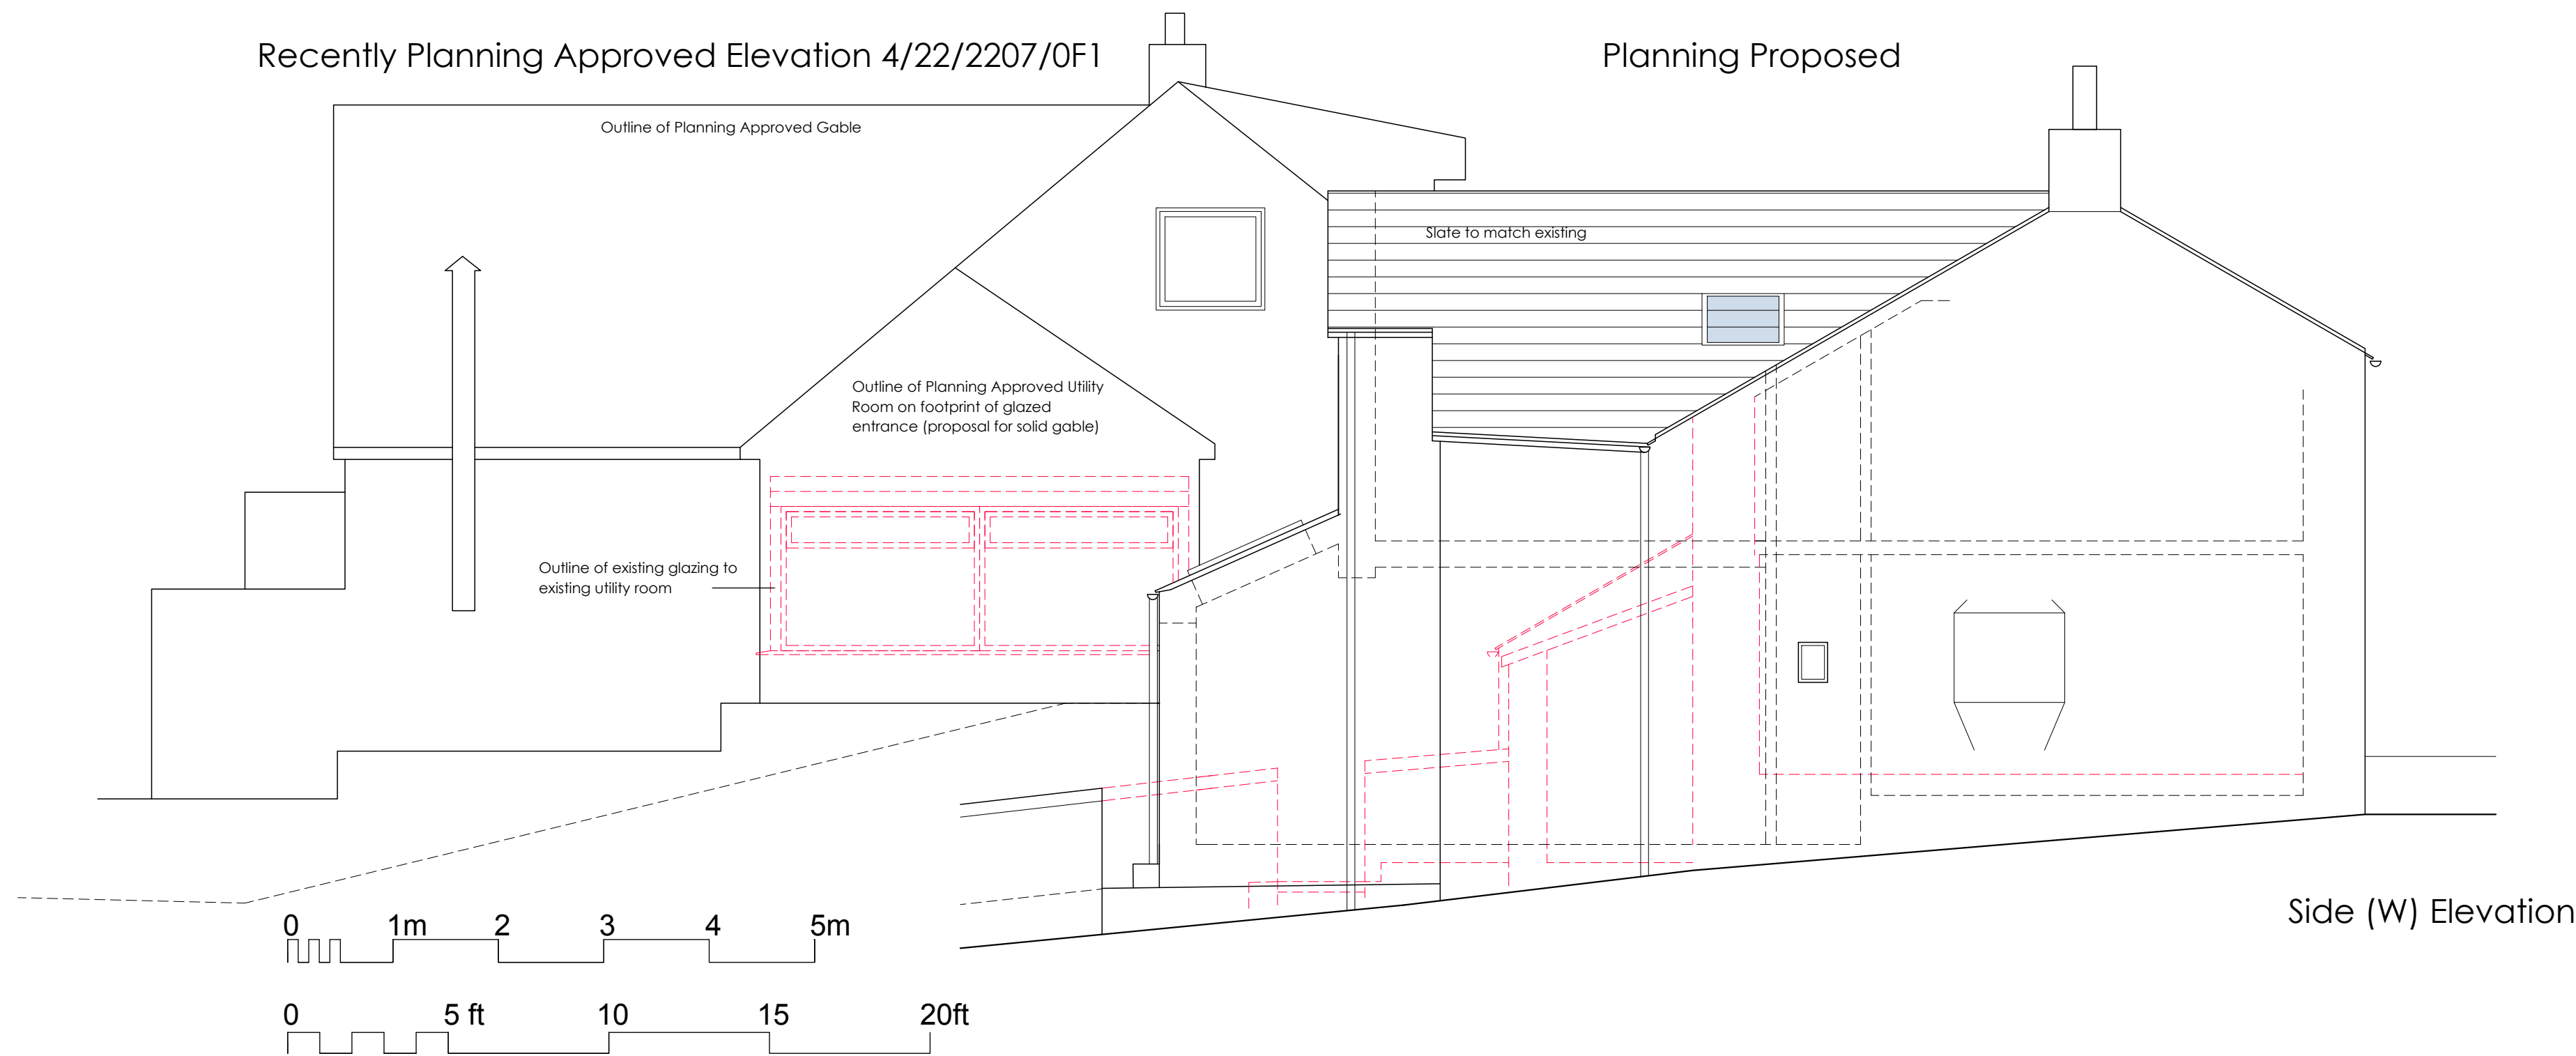 Recently Planning Approved Elevation 4/22/2207/0F1
Planning Proposed
Outline of Planning Approved Gable
Slate to match existing
Outline of Planning Approved Utility
Room on footprint of glazed
entrance (proposal for solid gable)
Outline of existing glazing to
existing utility room
Side (W) Elevation
0 1m 2 3 4 5m
0 5 ft 10 15 20ft